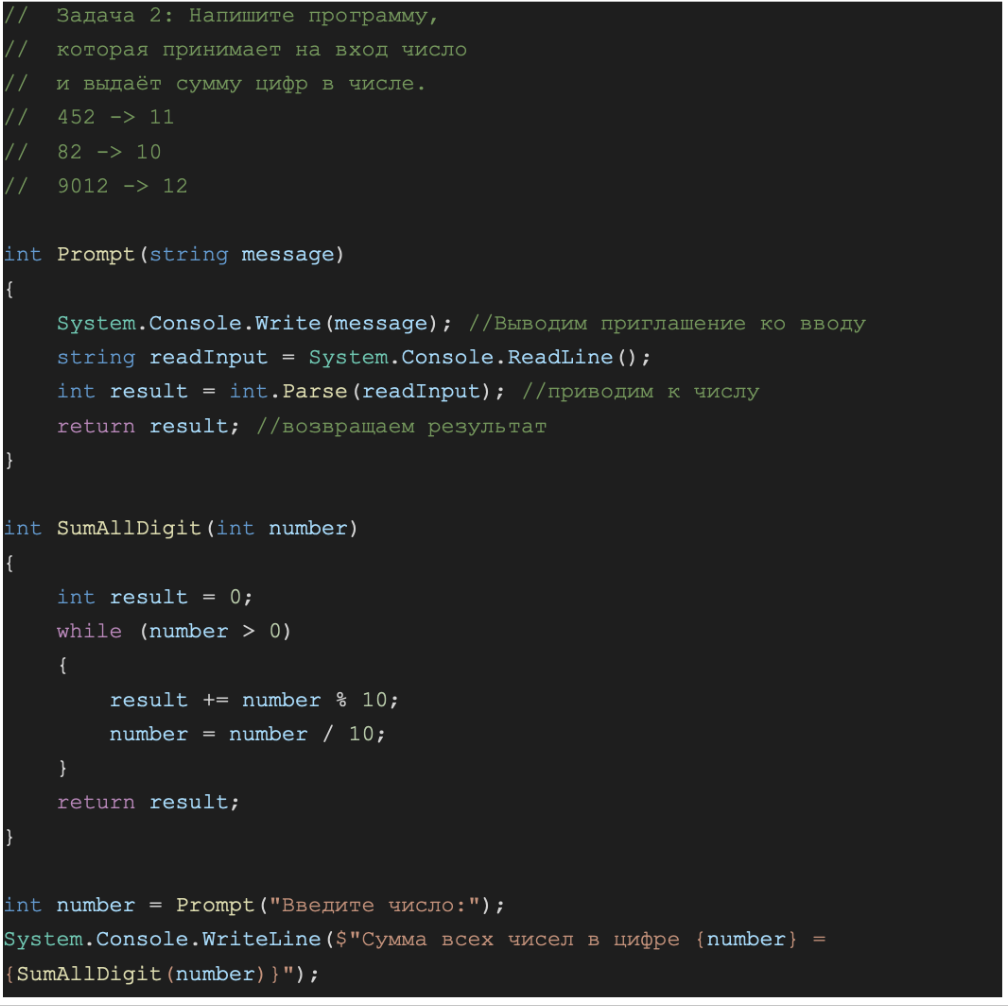 //  Задача 2: Напишите программу,
//  которая принимает на вход число
//  и выдаёт сумму цифр в числе.
//  452 -> 11
//  82 -> 10
//  9012 -> 12
int Prompt(string message)
{
    System.Console.Write(message); //Выводим приглашение ко вводу
    string readInput = System.Console.ReadLine();
    int result = int.Parse(readInput); //приводим к числу
    return result; //возвращаем результат
}
int SumAllDigit(int number)
{
    int result = 0;
    while (number > 0)
    {
        result += number % 10;
        number = number / 10;
    }
    return result;
}
int number = Prompt("Введите число:");
System.Console.WriteLine($"Сумма всех чисел в цифре {number} =
{SumAllDigit(number)}");